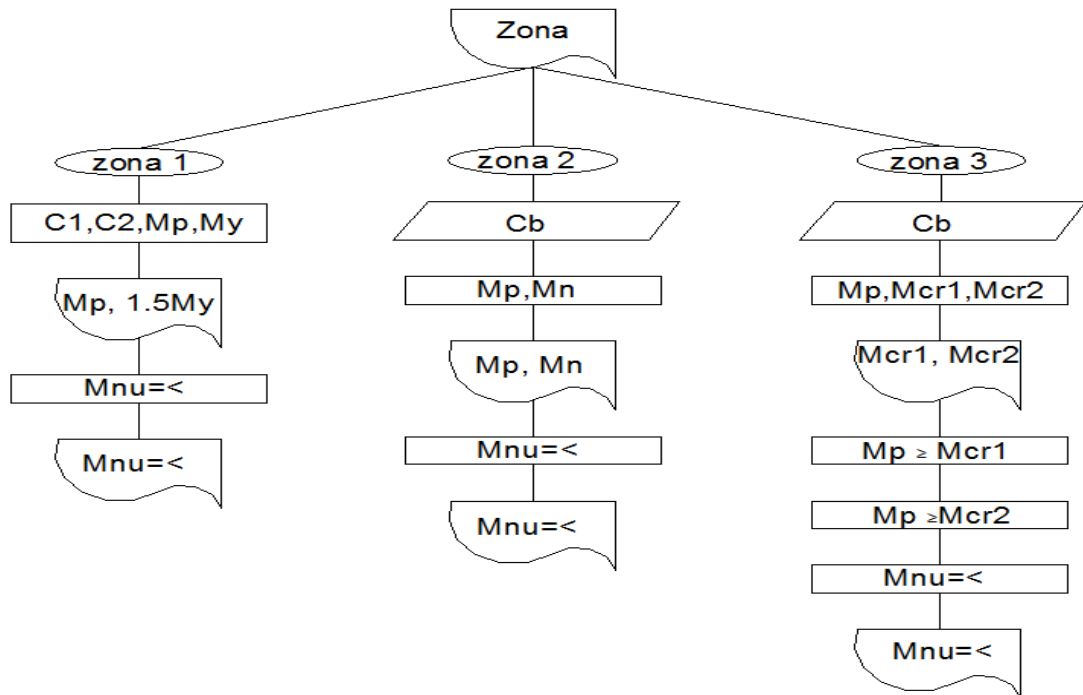 Zona
zona 1
C1,C2,Mp,My
Mp, 1.5My
Mnu=<
Mnu=<
zona 2
Cb
Mp,Mn
Mp, Mn
Mnu=<
Mnu=<
zona 3
Cb
Mp,Mcr1,Mcr2
Mcr1, Mcr2
Mp ≥ Mcr1
Mp ≥Mcr2
Mnu=<
Mnu=<